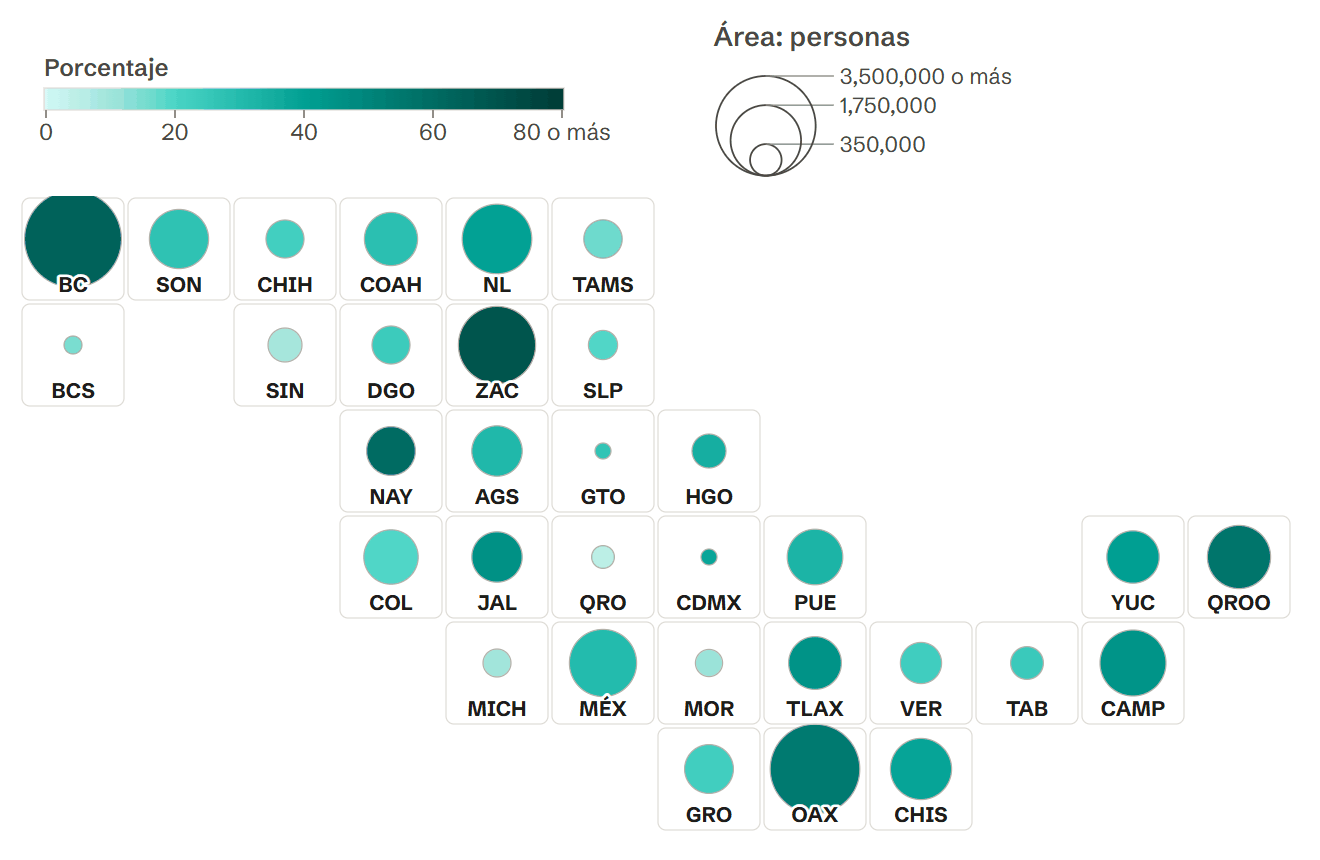 Área: personas
Porcentaje
3,500,000 o más
1,750,000
350,000
0 20 40 60 80 o más
BC SON CHIH COAH NL TAMS
BCS SIN DGO ZAC SLP
NAY AGS GTO HGO
COL JAL QRO CDMX PUE YUC QROO
MICH MÉX MOR TLAX VER TAB CAMP
GRO OAX CHIS